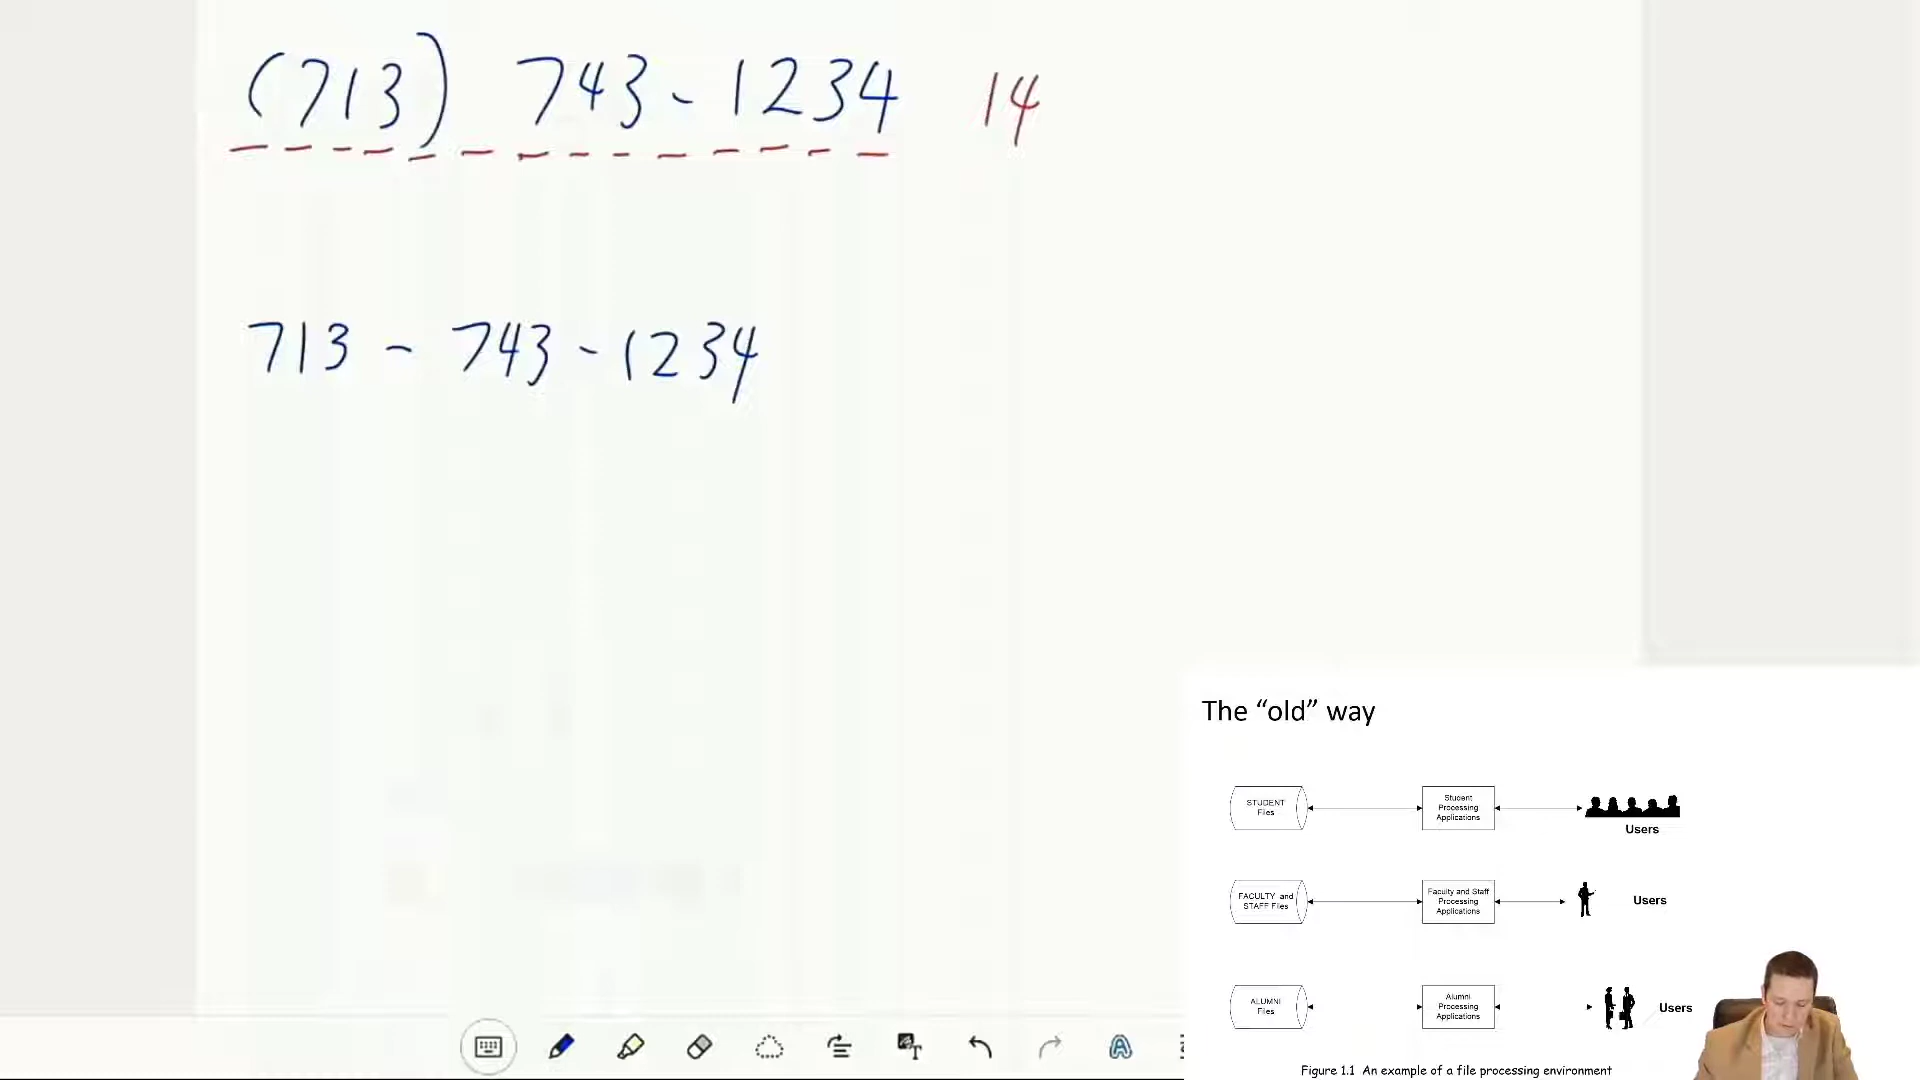 (713) 743-1234 14
713 - 743-1234
The “old” way
STUDENT
Files
Student
Processing
Applications
Users
FACULTY and
STAFF Files
Faculty and Staff
Processing
Applications
Users
ALUMNI
Files
Alumni
Processing
Applications
Users
Figure 1.1 An example of a file processing environment